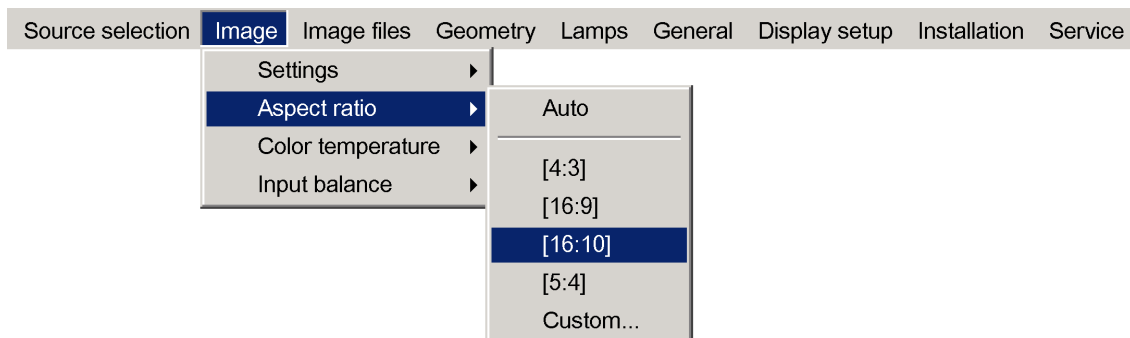 Source selection Image Image files Geometry Lamps General Display setup Installation Service
Settings
Aspect ratio
Color temperature
Input balance
Auto
[4:3]
[16:9]
[16:10]
[5:4]
Custom...